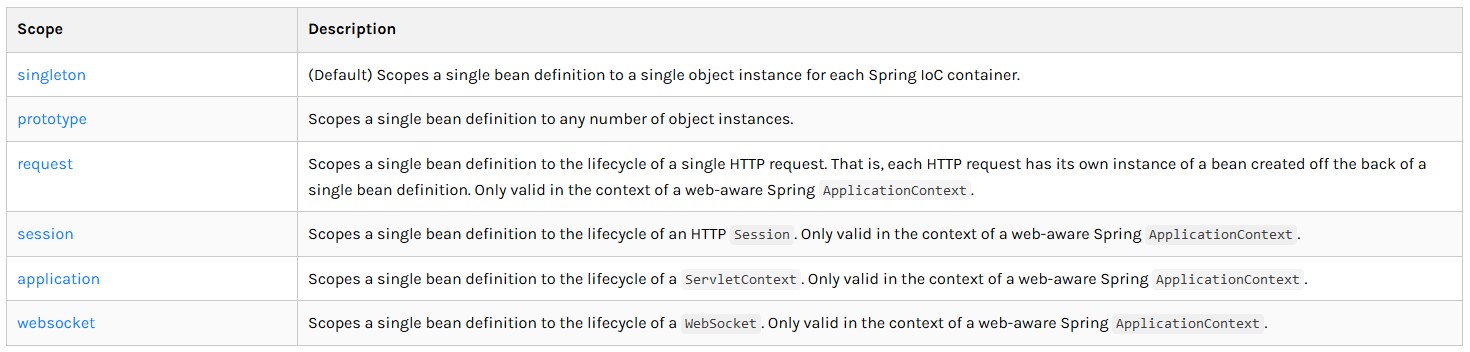 Scope Description
singleton (Default) Scopes a single bean definition to a single object instance for each Spring IoC container.
prototype Scopes a single bean definition to any number of object instances.
request Scopes a single bean definition to the lifecycle of a single HTTP request. That is, each HTTP request has its own instance of a bean created off the back of a
single bean definition. Only valid in the context of a web-aware Spring ApplicationContext.
session Scopes a single bean definition to the lifecycle of an HTTP Session. Only valid in the context of a web-aware Spring ApplicationContext.
application Scopes a single bean definition to the lifecycle of a ServletContext. Only valid in the context of a web-aware Spring ApplicationContext.
websocket Scopes a single bean definition to the lifecycle of a WebSocket. Only valid in the context of a web-aware Spring ApplicationContext.